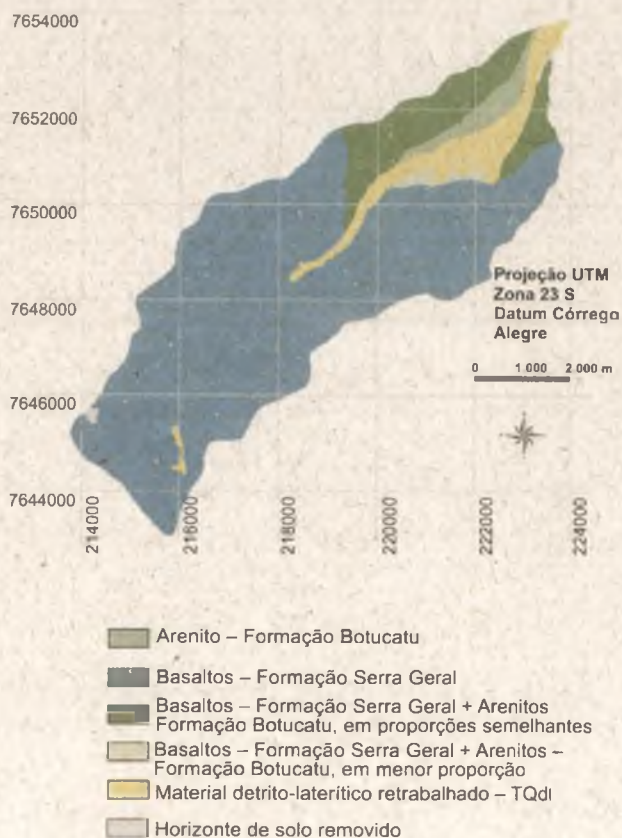 7654000
7652000
7650000
7648000
7646000
7644000
Projeção UTM
Zona 23 S
Datum Córrego
Alegre
0 1 000 2 000 m
214000
216000
218000
220000
222000
224000
Arenito – Formação Botucatu
Basaltos – Formação Serra Geral
Basaltos – Formação Serra Geral + Arenitos
Formação Botucatu, em proporções semelhantes
Basaltos – Formação Serra Geral + Arenitos –
Formação Botucatu, em menor proporção
Material detrito-laterítico retrabalhado – TQdl
Horizonte de solo removido